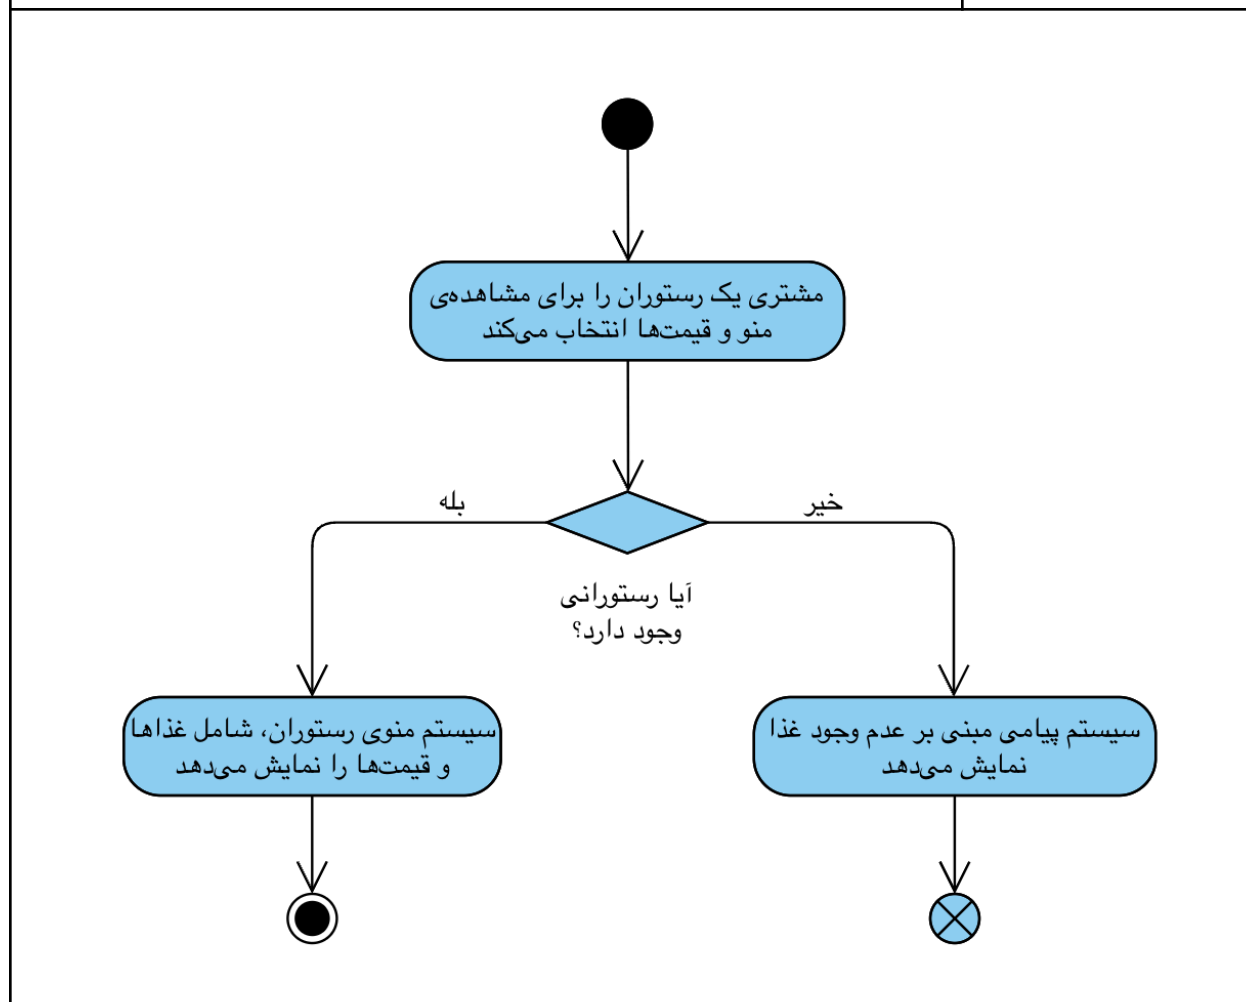 مشتری یک رستوران را برای مشاهده‌ی
منو و قیمت‌ها انتخاب می‌کند
خیر
بله
آیا رستورانی
وجود دارد؟
سیستم پیامی مبنی بر عدم وجود غذا
نمایش می‌دهد
سیستم منوی رستوران، شامل غذاها
و قیمت‌ها را نمایش می‌دهد